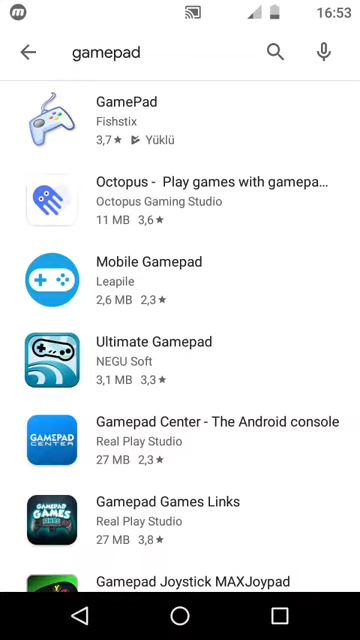 16:53
gamepad
GamePad
Fishstix
3,7★ Yüklü
Octopus - Play games with gamepa...
Octopus Gaming Studio
11 MB 3,6★
Mobile Gamepad
Leapile
2,6 MB 2,3★
Ultimate Gamepad
NEGU Soft
3,1 MB 3,3★
GAMEPAD
CENTER
Gamepad Center - The Android console
Real Play Studio
27 MB 2,3★
GAMEPAD
GAMES
LINKS
Gamepad Games Links
Real Play Studio
27 MB 3,8★
Gamepad Joystick MAXJoypad